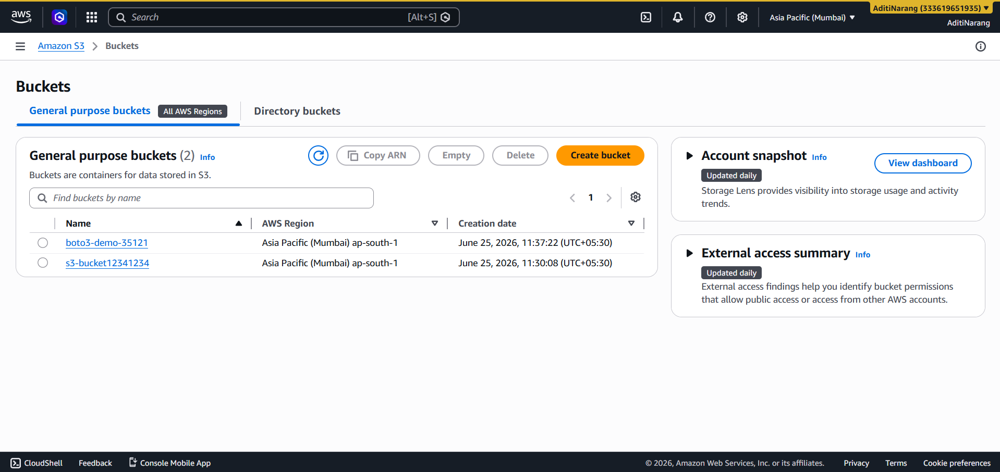 aws
Search [Alt+S]
Asia Pacific (Mumbai)
AditiNarang (333619651935)
AditiNarang
Amazon S3 Buckets
Buckets
General purpose buckets All AWS Regions Directory buckets
General purpose buckets (2) Info
Copy ARN Empty Delete Create bucket
Buckets are containers for data stored in S3.
Find buckets by name
1
Name AWS Region Creation date
boto3-demo-35121 Asia Pacific (Mumbai) ap-south-1 June 25, 2026, 11:37:22 (UTC+05:30)
s3-bucket12341234 Asia Pacific (Mumbai) ap-south-1 June 25, 2026, 11:30:08 (UTC+05:30)
Account snapshot Info
View dashboard
Updated daily
Storage Lens provides visibility into storage usage and activity
trends.
External access summary Info
Updated daily
External access findings help you identify bucket permissions
that allow public access or access from other AWS accounts.
CloudShell Feedback Console Mobile App © 2026, Amazon Web Services, Inc. or its affiliates. Privacy Terms Cookie preferences